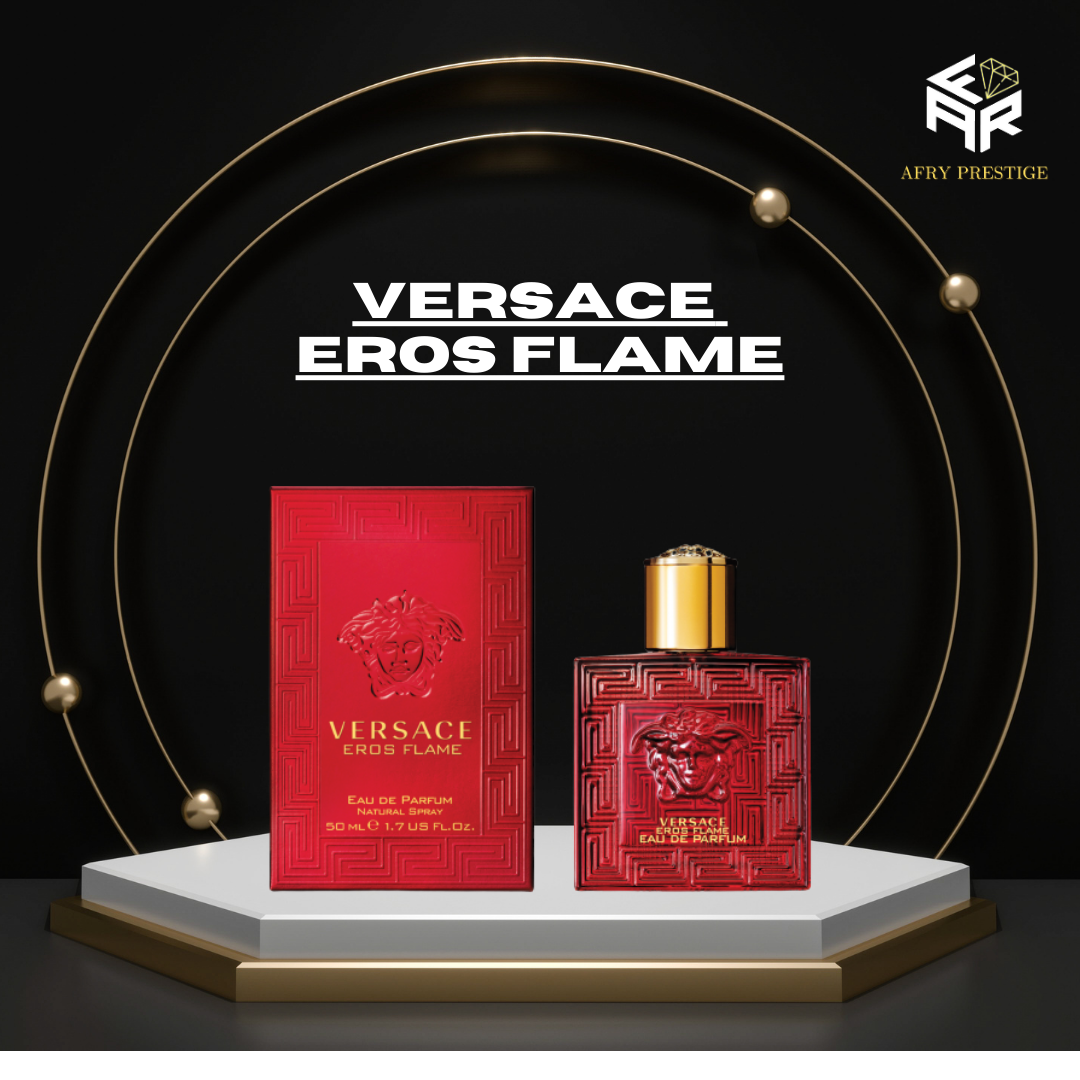 AFRY PRESTIGE
VERSACE
EROS FLAME
VERSACE
EROS FLAME
EAU DE PARFUM
NATURAL SPRAY
50 ML ℮ 1.7 US FL.OZ.
VERSACE
EROS FLAME
EAU DE PARFUM